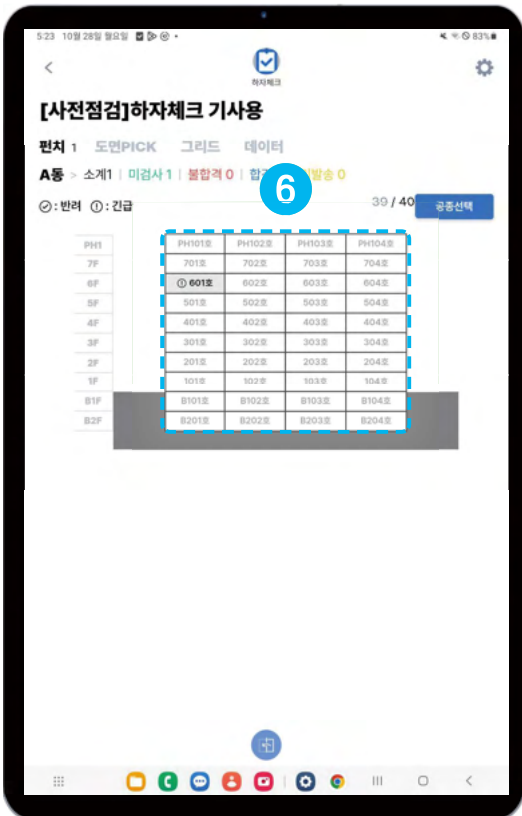 5:23 10월 28일 월요일
83%
하자체크
[사전점검]하자체크 기사용
펀치 1 도면PICK 그리드 데이터
A동 > 소계1 | 미검사 1 | 불합격 0 | 합 6 발송 0
: 반려 : 긴급 39 / 40 공종선택
PH1 PH101호 PH102호 PH103호 PH104호
7F 701호 702호 703호 704호
6F 601호 602호 603호 604호
5F 501호 502호 503호 504호
4F 401호 402호 403호 404호
3F 301호 302호 303호 304호
2F 201호 202호 203호 204호
1F 101호 102호 103호 104호
B1F B101호 B102호 B103호 B104호
B2F B201호 B202호 B203호 B204호